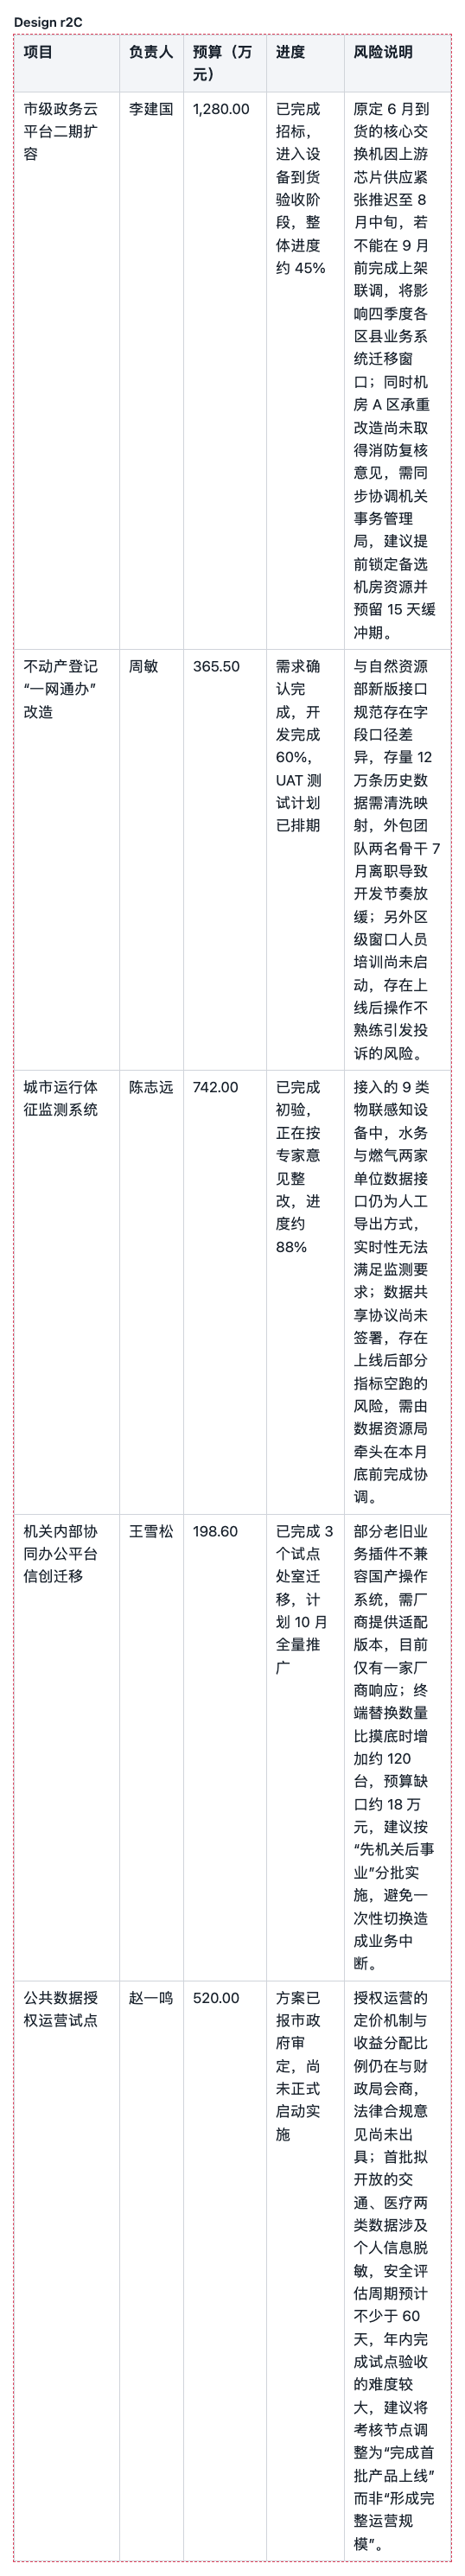 Design r2C
项目 负责人 预算（万 进度 风险说明
元）
市级政务云
平台二期扩
容
李建国
1,280.00
已完成
招标，
进入设
备到货
验收阶
段，整
体进度
约 45%
原定 6 月到
货的核心交
换机因上游
芯片供应紧
张推迟至 8
月中旬，若
不能在 9 月
前完成上架
联调，将影
响四季度各
区县业务系
统迁移窗
口；同时机
房 A 区承重
改造尚未取
得消防复核
意见，需同
步协调机关
事务管理
局，建议提
前锁定备选
机房资源并
预留 15 天缓
冲期。
不动产登记
“一网通办”
改造
周敏
365.50
需求确
认完
成，开
发完成
60%，
UAT 测
试计划
已排期
与自然资源
部新版接口
规范存在字
段口径差
异，存量 12
万条历史数
据需清洗映
射，外包团
队两名骨干 7
月离职导致
开发节奏放
缓；另外区
级窗口人员
培训尚未启
动，存在上
线后操作不
熟练引发投
诉的风险。
城市运行体
征监测系统
陈志远
742.00
已完成
初验，
正在按
专家意
见整
改，进
度约
88%
接入的 9 类
物联感知设
备中，水务
与燃气两家
单位数据接
口仍为人工
导出方式，
实时性无法
满足监测要
求；数据共
享协议尚未
签署，存在
上线后部分
指标空跑的
风险，需由
数据资源局
牵头在本月
底前完成协
调。
机关内部协
同办公平台
信创迁移
王雪松
198.60
已完成 3
个试点
处室迁
移，计
划 10 月
全量推
广
部分老旧业
务插件不兼
容国产操作
系统，需厂
商提供适配
版本，目前
仅有一家厂
商响应；终
端替换数量
比摸底时增
加约 120
台，预算缺
口约 18 万
元，建议按
“先机关后事
业”分批实
施，避免一
次性切换造
成业务中
断。
公共数据授
权运营试点
赵一鸣
520.00
方案已
报市政
府审
定，尚
未正式
启动实
施
授权运营的
定价机制与
收益分配比
例仍在与财
政局会商，
法律合规意
见尚未出
具；首批拟
开放的交
通、医疗两
类数据涉及
个人信息脱
敏，安全评
估周期预计
不少于 60
天，年内完
成试点验收
的难度较
大，建议将
考核节点调
整为“完成首
批产品上线”
而非“形成完
整运营规
模”。